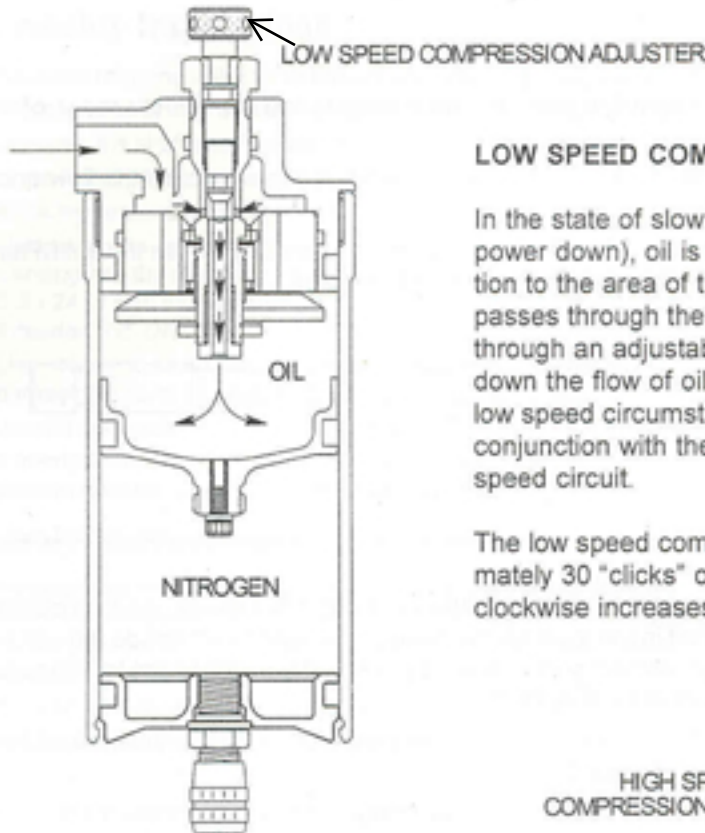 LOW SPEED COMPRESSION ADJUSTER
LOW SPEED COM
In the state of slow
power down), oil is
tion to the area of t
passes through the
through an adjustab
down the flow of oil
low speed circumst
conjunction with the
speed circuit.
The low speed com
mately 30 "clicks" o
clockwise increases
OIL
NITROGEN
HIGH SP
COMPRESSION